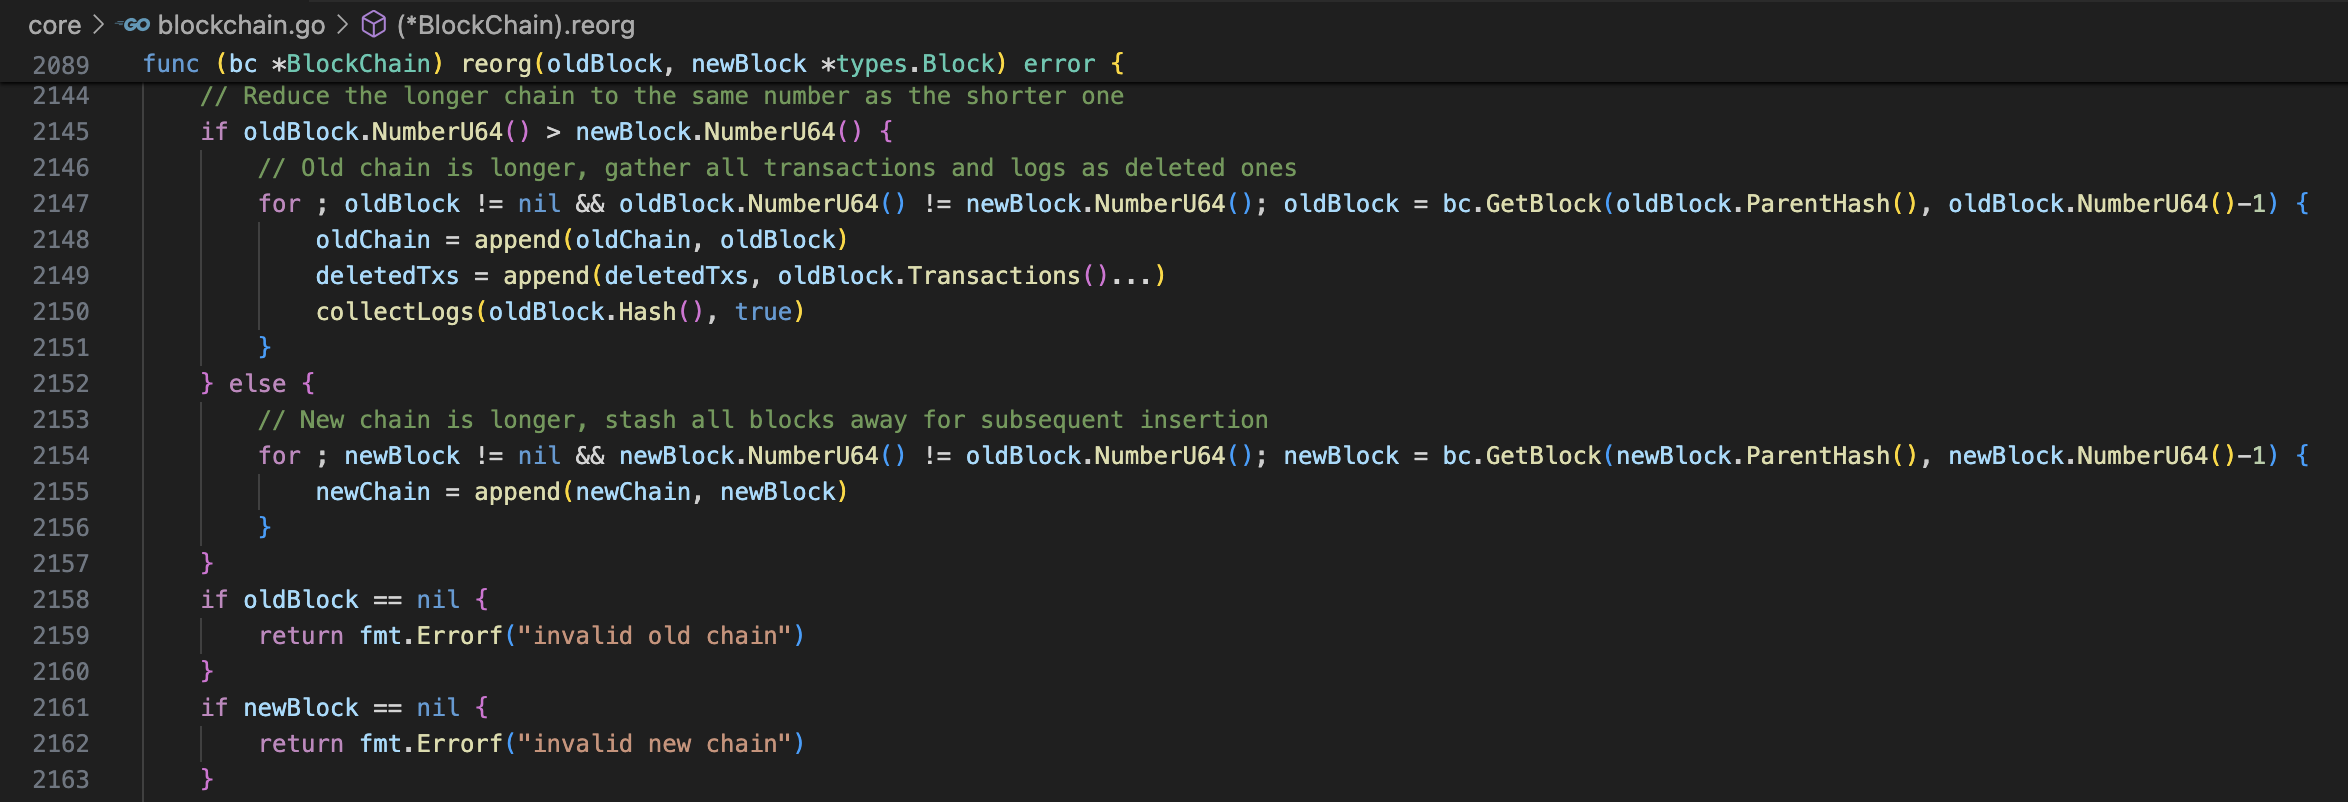 core > GO blockchain.go > (*BlockChain).reorg
2089 func (bc *BlockChain) reorg(oldBlock, newBlock *types.Block) error {
2144 // Reduce the longer chain to the same number as the shorter one
2145 if oldBlock.NumberU64() > newBlock.NumberU64() {
2146 // Old chain is longer, gather all transactions and logs as deleted ones
2147 for ; oldBlock != nil && oldBlock.NumberU64() != newBlock.NumberU64(); oldBlock = bc.GetBlock(oldBlock.ParentHash(), oldBlock.NumberU64()-1) {
2148 oldChain = append(oldChain, oldBlock)
2149 deletedTxs = append(deletedTxs, oldBlock.Transactions()...)
2150 collectLogs(oldBlock.Hash(), true)
2151 }
2152 } else {
2153 // New chain is longer, stash all blocks away for subsequent insertion
2154 for ; newBlock != nil && newBlock.NumberU64() != oldBlock.NumberU64(); newBlock = bc.GetBlock(newBlock.ParentHash(), newBlock.NumberU64()-1) {
2155 newChain = append(newChain, newBlock)
2156 }
2157 }
2158 if oldBlock == nil {
2159 return fmt.Errorf("invalid old chain")
2160 }
2161 if newBlock == nil {
2162 return fmt.Errorf("invalid new chain")
2163 }